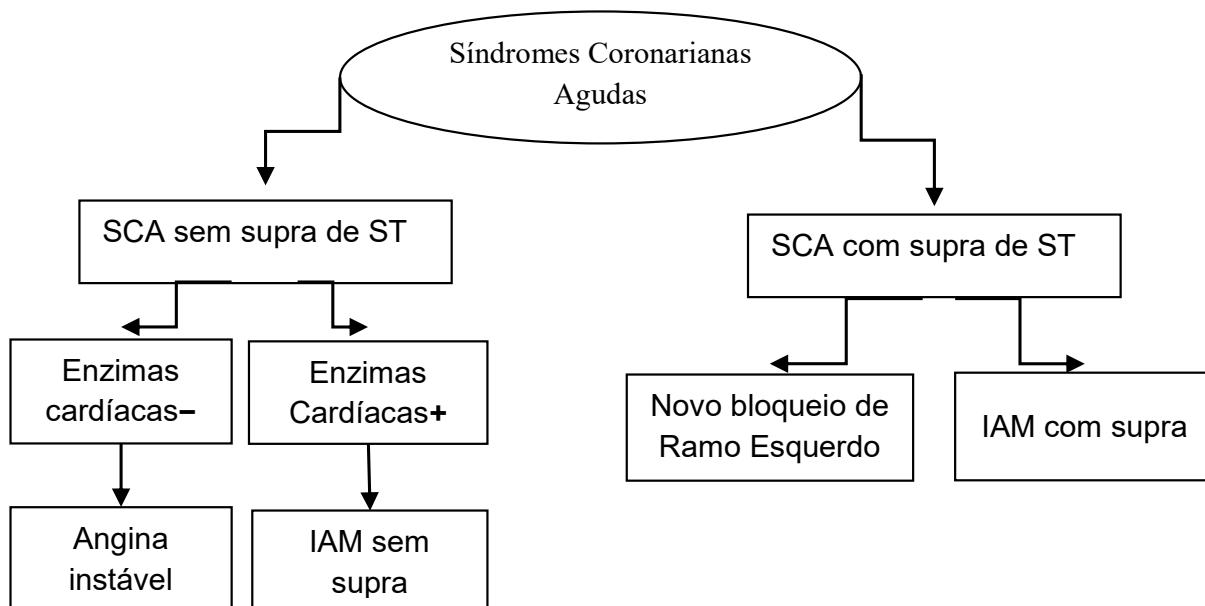 Síndromes Coronarianas
Agudas
SCA sem supra de ST
SCA com supra de ST
Enzimas
cardíacas–
Enzimas
Cardíacas+
Novo bloqueio de
Ramo Esquerdo
IAM com supra
Angina
instável
IAM sem
supra